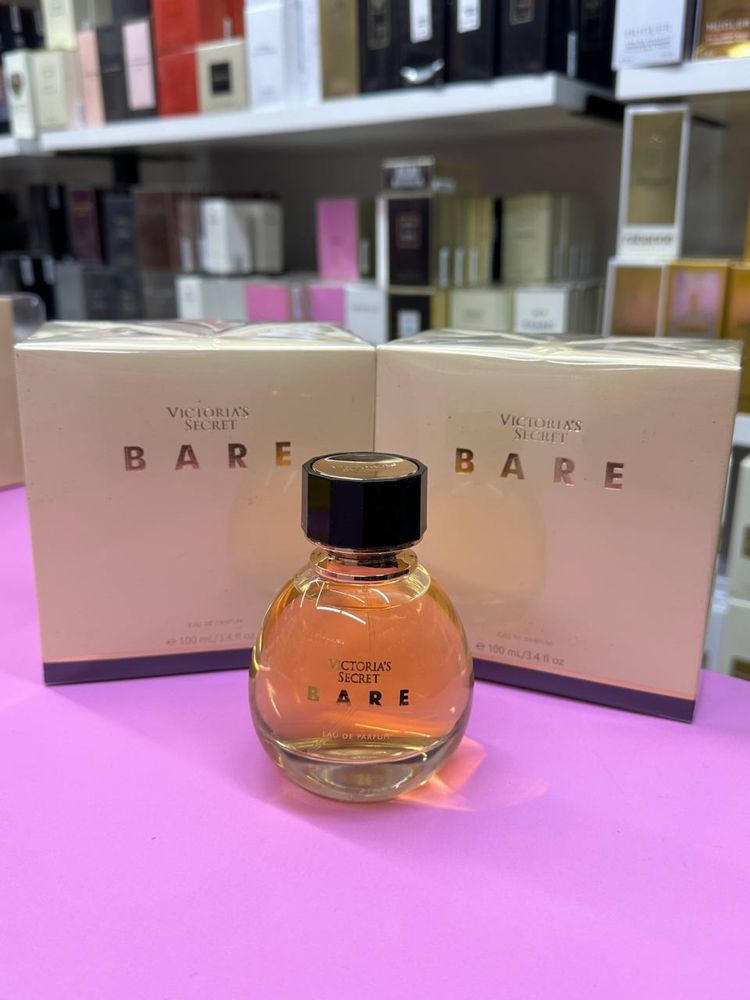 VICTORIA'S
SECRET
BARE
EAU DE PARFUM
e 100 mL/3.4 fl oz
VICTORIA'S
SECRET
BARE
EAU DE PARFUM
e 100 mL/3.4 fl oz
VICTORIA'S
SECRET
BARE
EAU DE PARFUM